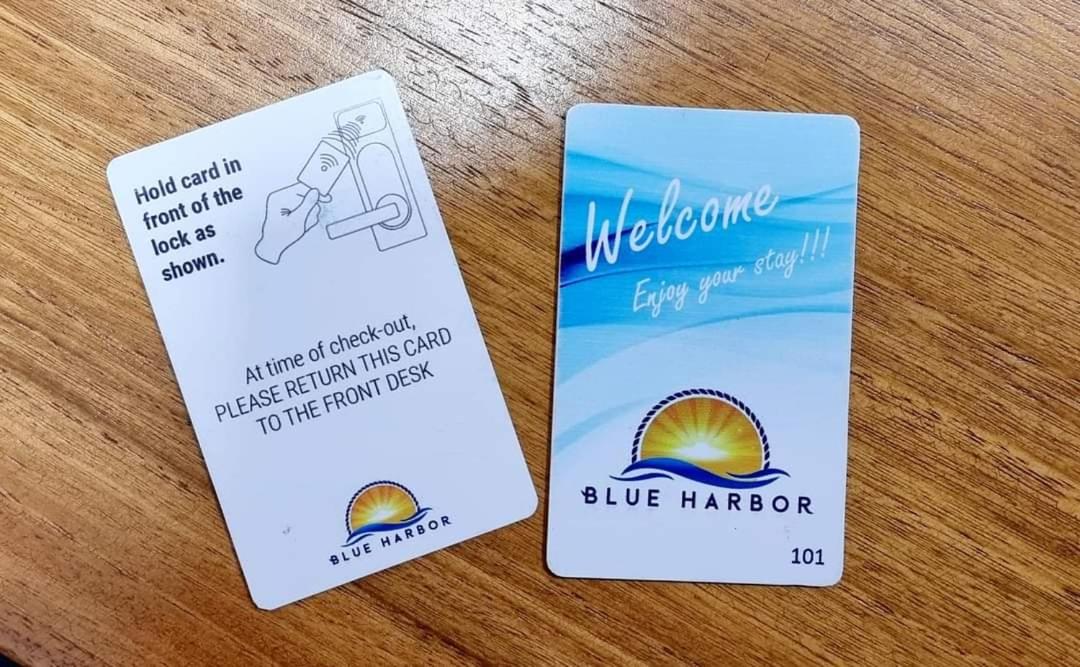 Hold card in
front of the
lock as
shown.
At time of check-out,
PLEASE RETURN THIS CARD
TO THE FRONT DESK
BLUE HARBOR
Welcome
Enjoy your stay!!!
BLUE HARBOR
101